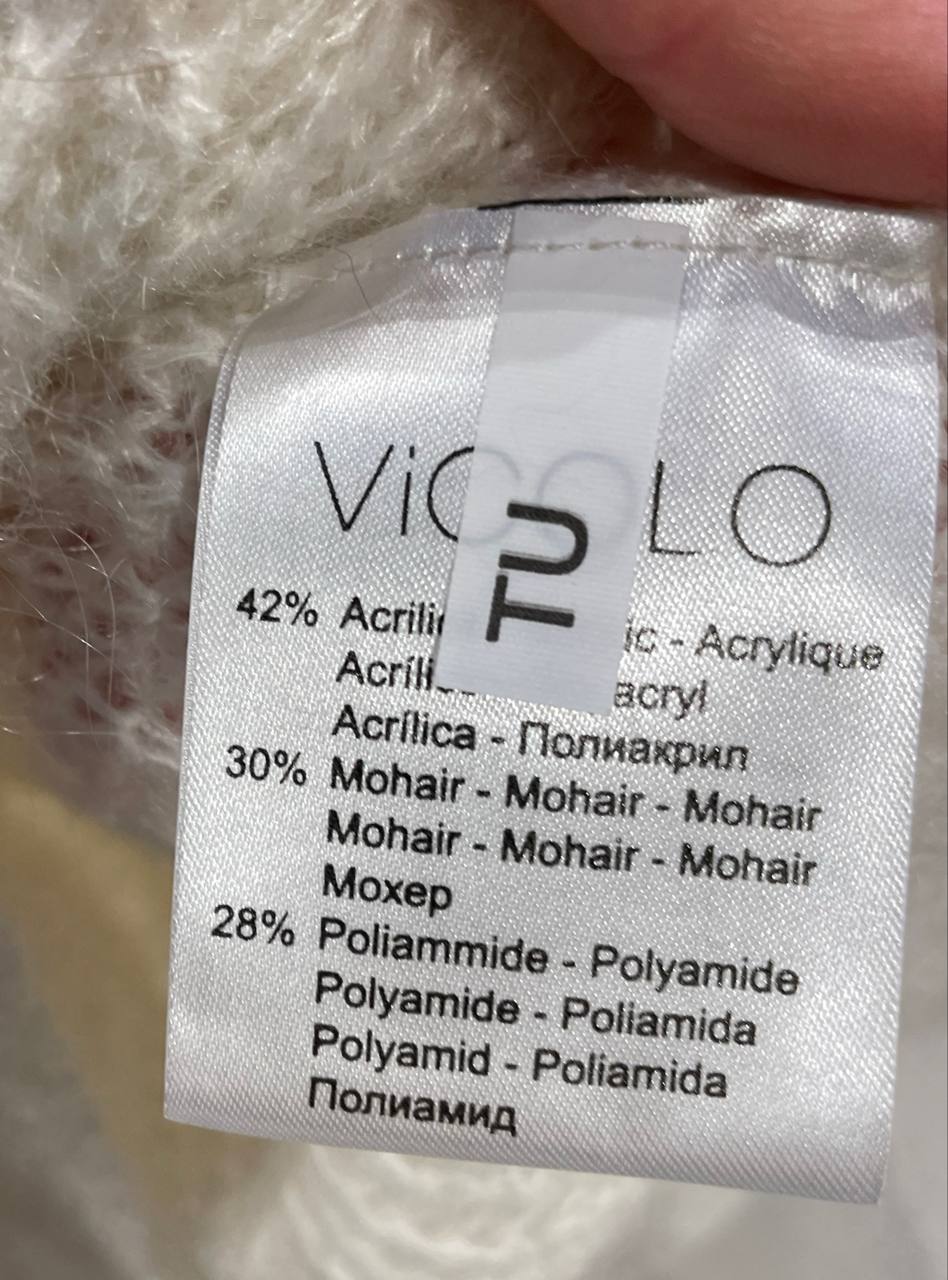 ViCOLO
TU
42% - Acrylique
Acrílica - Полиакрил
30% Mohair - Mohair - Mohair
Mohair - Mohair - Mohair
Мохер
28% Poliammide - Polyamide
Polyamide - Poliamida
Polyamid - Poliamida
Полиамид